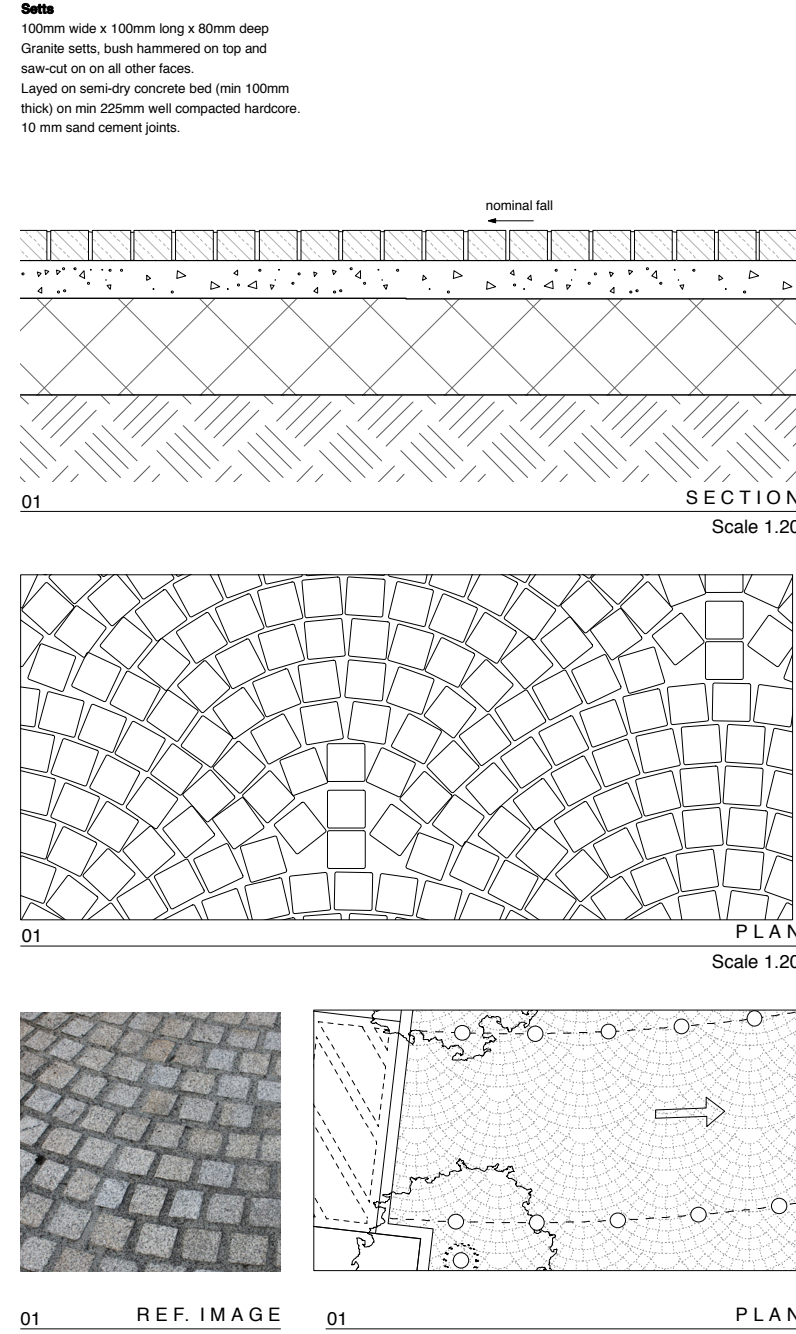 Setts
100mm wide x 100mm long x 80mm deep
Granite setts, bush hammered on top and
saw-cut on on all other faces.
Layed on semi-dry concrete bed (min 100mm
thick) on min 225mm well compacted hardcore.
10 mm sand cement joints.
nominal fall
01 SECTION
Scale 1.20
01 PLAN
Scale 1.20
01 REF. IMAGE
01 PLAN